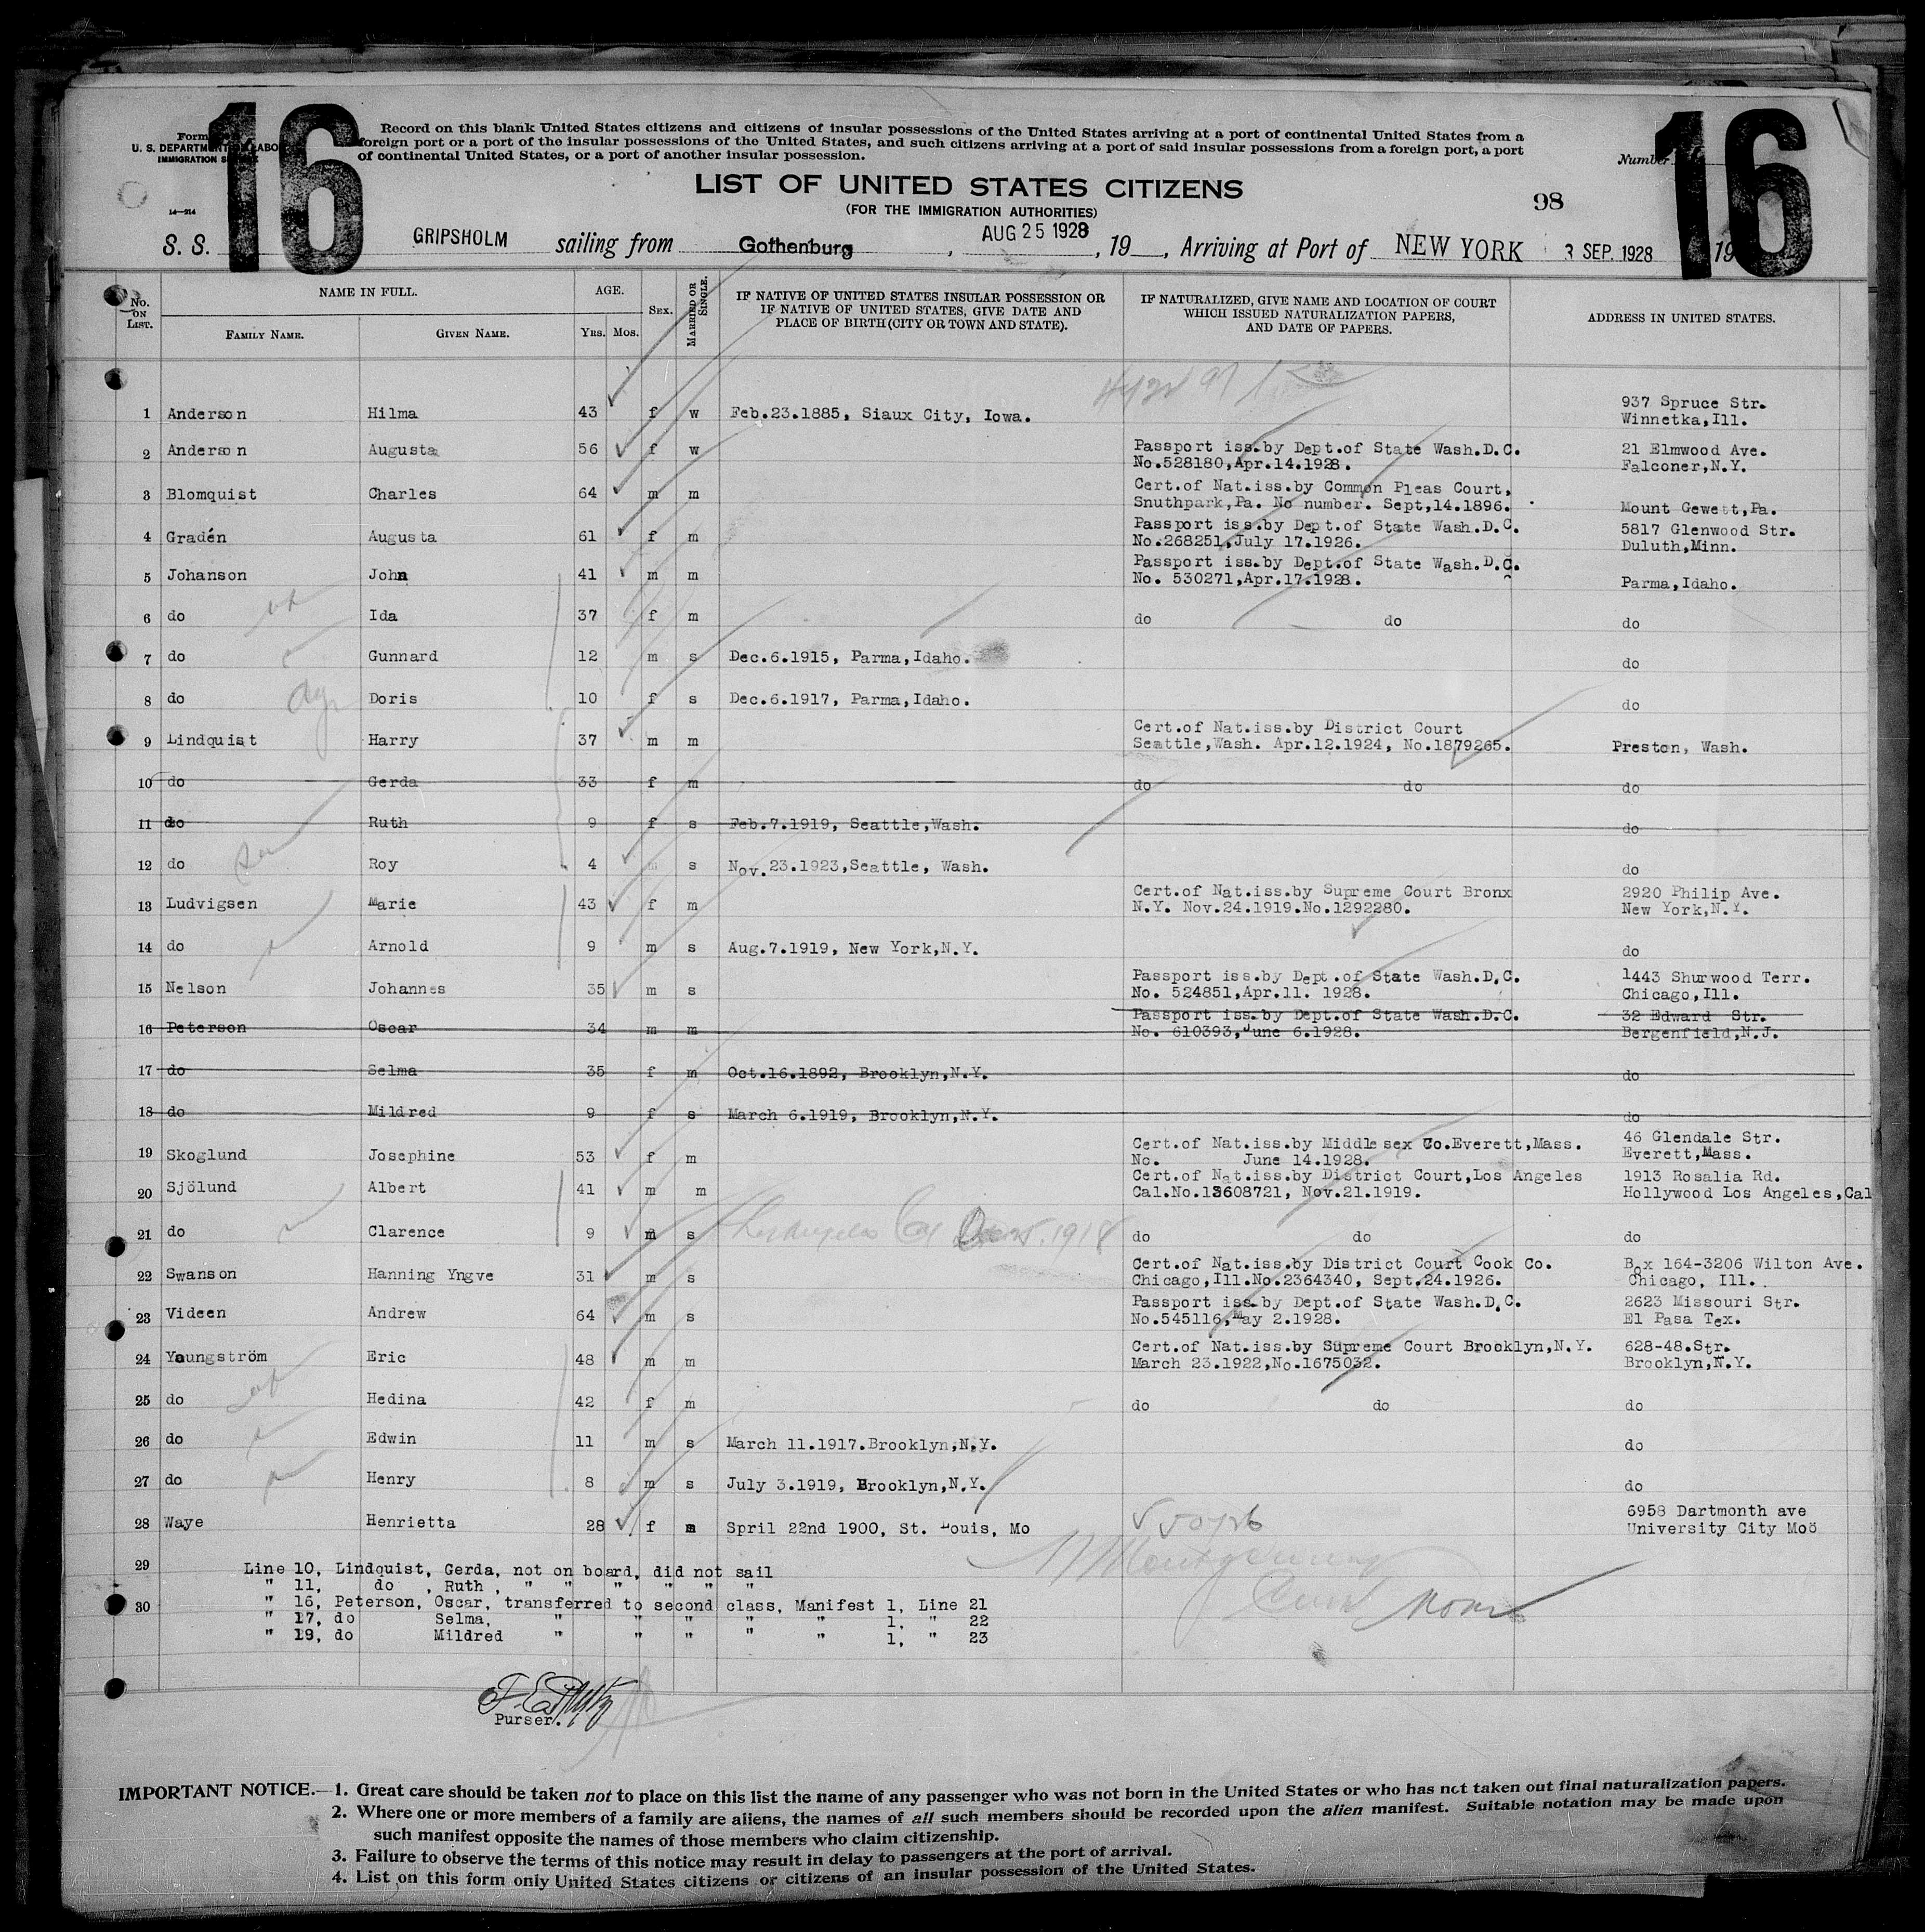 16
16
Form
U. S. DEPARTMENT OF LABOR
IMMIGRATION SERVICE
14—214
Record on this blank United States citizens and citizens of insular possessions of the United States arriving at a port of continental United States from a
foreign port or a port of the insular possessions of the United States, and such citizens arriving at a port of said insular possessions from a foreign port, a port
of continental United States, or a port of another insular possession.
Number
LIST OF UNITED STATES CITIZENS
(FOR THE IMMIGRATION AUTHORITIES)
98
S. S. GRIPSHOLM sailing from Gothenburg, AUG 25 1928, 19__, Arriving at Port of NEW YORK 3 SEP. 1928 19
No. ON LIST. NAME IN FULL. FAMILY NAME. GIVEN NAME. AGE. YRS. MOS. SEX. MARRIED OR SINGLE. IF NATIVE OF UNITED STATES INSULAR POSSESSION OR IF NATIVE OF UNITED STATES, GIVE DATE AND PLACE OF BIRTH (CITY OR TOWN AND STATE). IF NATURALIZED, GIVE NAME AND LOCATION OF COURT WHICH ISSUED NATURALIZATION PAPERS, AND DATE OF PAPERS. ADDRESS IN UNITED STATES.
1 Anderson Hilma 43 f w Feb.23.1885, Siaux City, Iowa. 937 Spruce Str. Winnetka,Ill.
2 Anderson Augusta 56 f w Passport iss.by Dept.of State Wash.D.C. No.528180,Apr.14.1928. 21 Elmwood Ave. Falconer,N.Y.
3 Blomquist Charles 64 m m Cert.of Nat.iss.by Common Pleas Court, Snuthpark,Pa. No number. Sept,14.1896. Mount Gewett,Pa.
4 Gradén Augusta 61 f m Passport iss.by Dept.of State Wash.D.C. No.268251,July 17.1926. 5817 Glenwood Str. Duluth,Minn.
5 Johanson John 41 m m Passport iss.by Dept.of State Wash.D.C. No. 530271,Apr.17.1928. Parma,Idaho.
6 do Ida 37 f m do do do
7 do Gunnard 12 m s Dec.6.1915, Parma,Idaho. do
8 do Doris 10 f s Dec.6.1917, Parma,Idaho. do
9 Lindquist Harry 37 m m Cert.of Nat.iss.by District Court Seattle,Wash. Apr.12.1924, No.1879265. Preston, Wash.
10 do Gerda 33 f m do do do
11 do Ruth 9 f s Feb.7.1919, Seattle,Wash. do
12 do Roy 4 m s Nov.23.1923,Seattle, Wash. do
13 Ludvigsen Marie 43 f m Cert.of Nat.iss.by Supreme Court Bronx N.Y. Nov.24.1919.No.1292280. 2920 Philip Ave. New York,N.Y.
14 do Arnold 9 m s Aug.7.1919, New York,N.Y. do
15 Nelson Johannes 35 m s Passport iss.by Dept.of State Wash.D.C. No. 524851,Apr.11. 1928. 1443 Shurwood Terr. Chicago,Ill.
16 Peterson Oscar 34 m m Passport iss.by Dept.of State Wash.D.C. No. 610393,June 6.1928. 32 Edward Str. Bergenfield,N.J.
17 do Selma 35 f m Oct.16.1892, Brooklyn,N.Y. do
18 do Mildred 9 f s March 6.1919, Brooklyn,N.Y. do
19 Skoglund Josephine 53 f m Cert.of Nat.iss.by Middlesex Co.Everett,Mass. No. June 14.1928. 46 Glendale Str. Everett,Mass.
20 Sjölund Albert 41 m m Cert.of Nat.iss.by District Court,Los Angeles Cal.No.13608721, Nov.21.1919. 1913 Rosalia Rd. Hollywood Los Angeles,Cal
21 do Clarence 9 m s Los Angeles Cal 1918 do do do
22 Swanson Hanning Yngve 31 m s Cert.of Nat.iss.by District Court Cook Co. Chicago,Ill.No.2364340, Sept.24.1926. Box 164-3206 Wilton Ave. Chicago, Ill.
23 Videen Andrew 64 m s Passport iss.by Dept.of State Wash.D.C. No.545116,May 2.1928. 2623 Missouri Str. El Pasa Tex.
24 Youngström Eric 48 m m Cert.of Nat.iss.by Supreme Court Brooklyn,N.Y. March 23.1922,No.1675032. 628-48.Str. Brooklyn,N.Y.
25 do Hedina 42 f m do do do
26 do Edwin 11 m s March 11.1917.Brooklyn,N.Y. do
27 do Henry 8 m s July 3.1919, Brooklyn,N.Y. do
28 Waye Henrietta 28 f Spril 22nd 1900, St. Louis, Mo 6958 Dartmonth ave University City Moö
29
Line 10, Lindquist, Gerda, not on board, did not sail
" 11, do , Ruth , " " " " " "
30
" 16, Peterson, Oscar, transferred to second class, Manifest 1, Line 21
" 17, do Selma, " " " " " 1, " 22
" 19, do Mildred " " " " " 1, " 23
Purser.
IMPORTANT NOTICE.—1. Great care should be taken not to place on this list the name of any passenger who was not born in the United States or who has not taken out final naturalization papers.
2. Where one or more members of a family are aliens, the names of all such members should be recorded upon the alien manifest. Suitable notation may be made upon
such manifest opposite the names of those members who claim citizenship.
3. Failure to observe the terms of this notice may result in delay to passengers at the port of arrival.
4. List on this form only United States citizens or citizens of an insular possession of the United States.